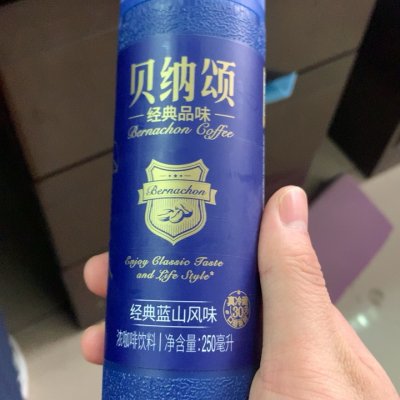 贝纳颂
经典品味
Bernachon Coffee
Bernachon
Enjoy Classic Taste
and Life Style®
经典蓝山风味
浓咖啡饮料 | 净含量:250毫升